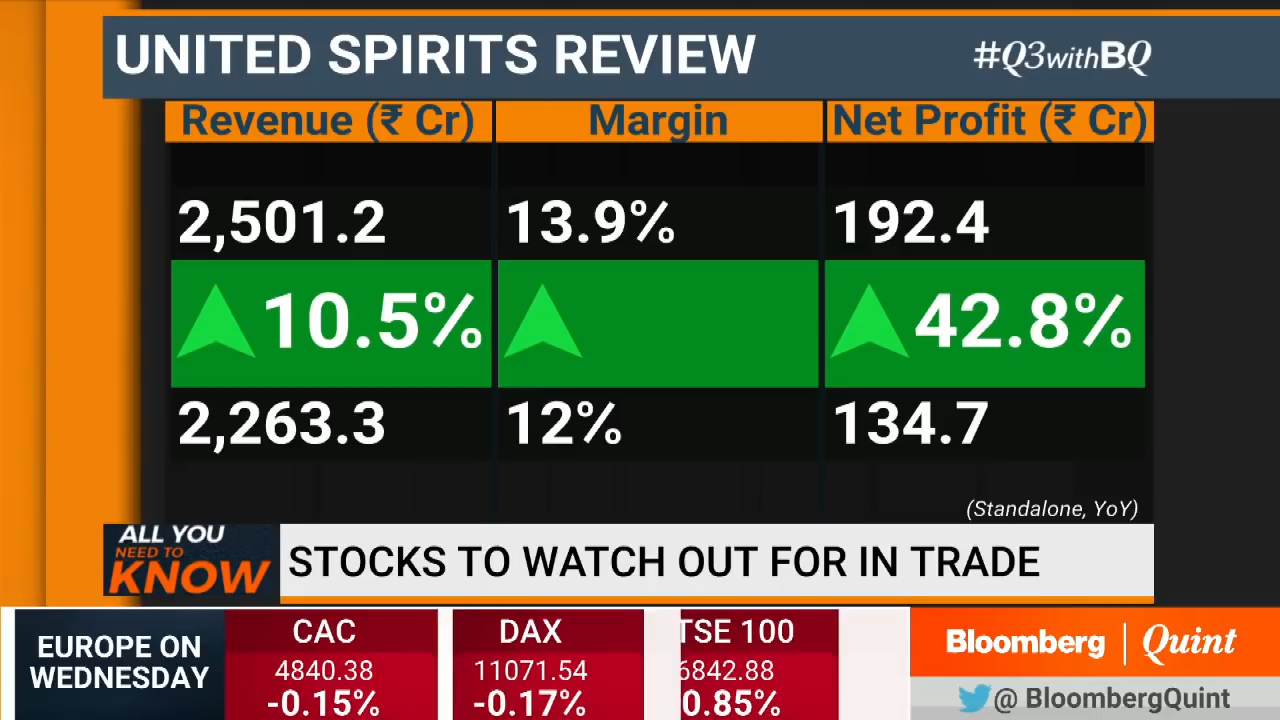 UNITED SPIRITS REVIEW
#Q3withBQ
Revenue (₹ Cr) Margin Net Profit (₹ Cr)
2,501.2 13.9% 192.4
10.5% 42.8%
2,263.3 12% 134.7
(Standalone, YoY)
ALL YOU
NEED TO
KNOW
STOCKS TO WATCH OUT FOR IN TRADE
EUROPE ON
WEDNESDAY
CAC
4840.38
-0.15%
DAX
11071.54
-0.17%
TSE 100
6842.88
0.85%
Bloomberg | Quint
@ BloombergQuint